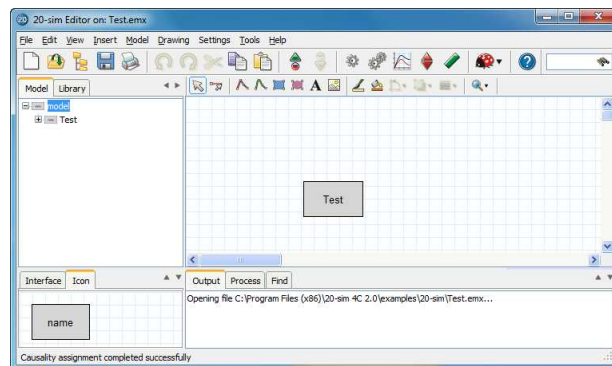 20-sim Editor on: Test.emx
File Edit View Insert Model Drawing Settings Tools Help
Model Library
model
Test
Test
Interface Icon
name
Output Process Find
Opening file C:\Program Files (x86)\20-sim 4C 2.0\examples\20-sim\Test.emx...
Causality assignment completed successfully